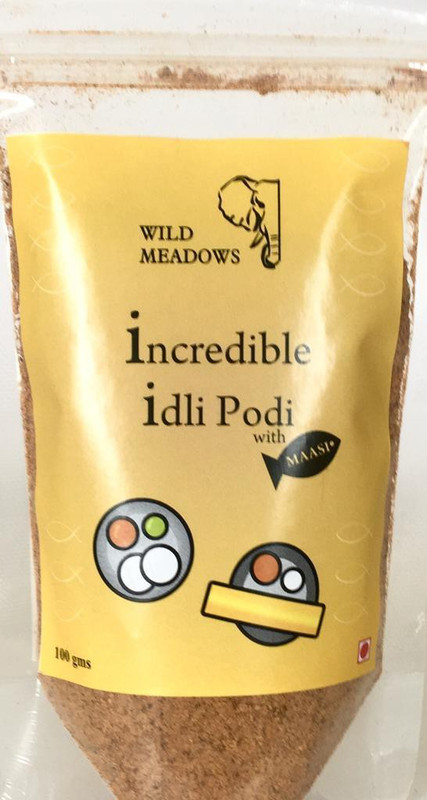 WILD
MEADOWS
incredible
idli Podi
with
MAASI*
100 gms